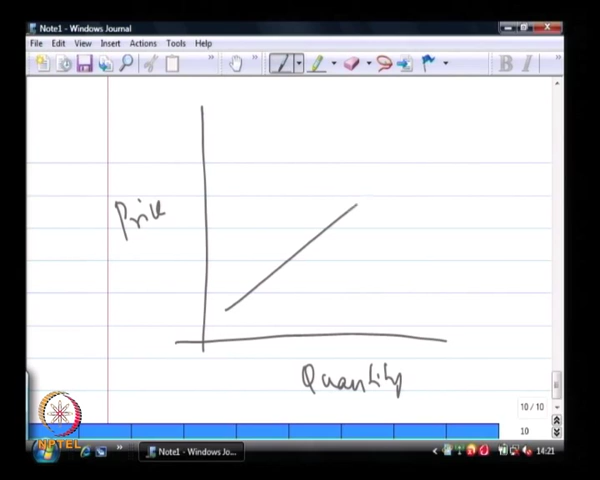 Note1 - Windows Journal
File Edit View Insert Actions Tools Help
B I
Price
Quantity
10 / 10
10
NPTEL
Note1 - Windows Jo...
14:21